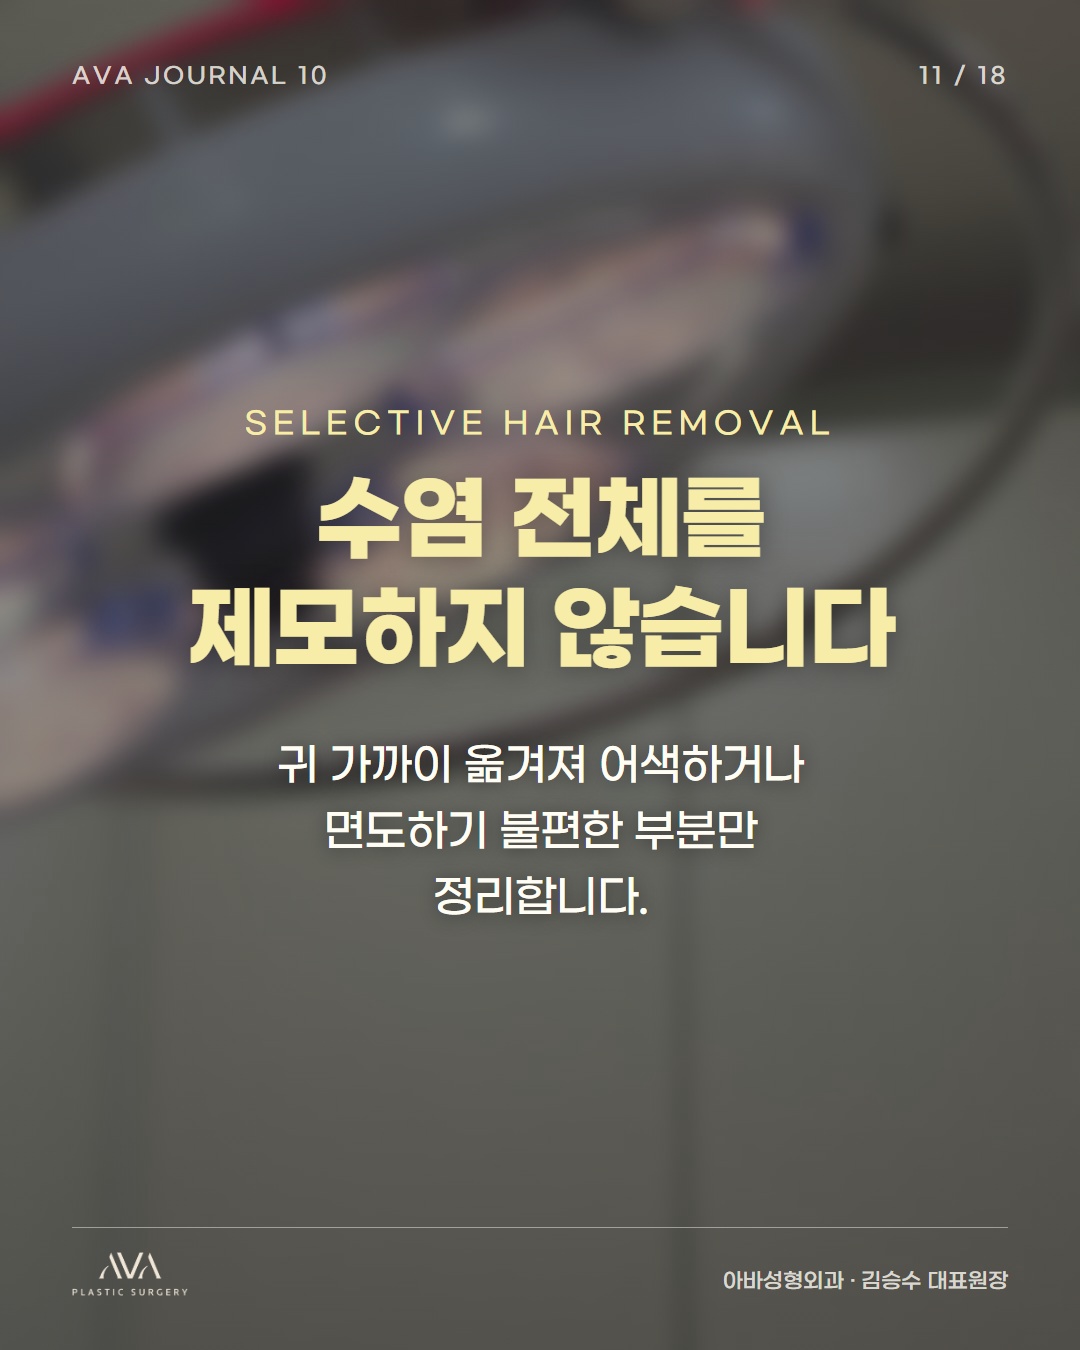 AVA JOURNAL 10
11 / 18
SELECTIVE HAIR REMOVAL
수염 전체를
제모하지 않습니다
귀 가까이 옮겨져 어색하거나
면도하기 불편한 부분만
정리합니다.
AVA
PLASTIC SURGERY
아바성형외과 · 김승수 대표원장